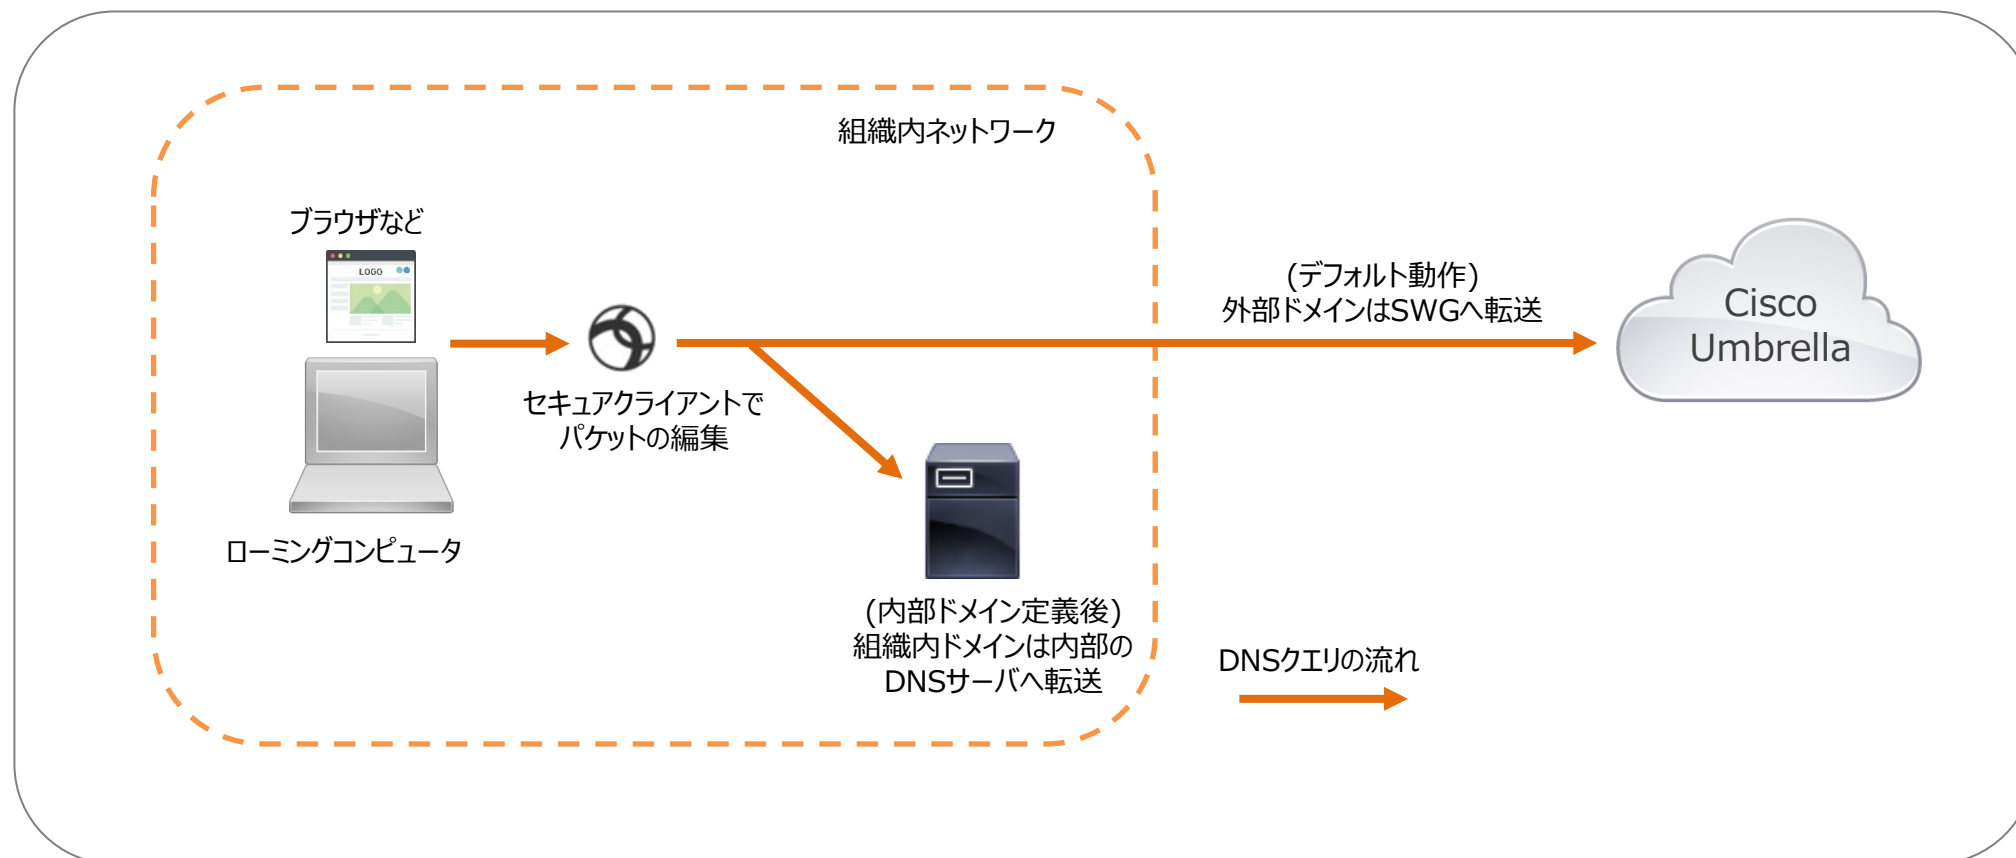 組織内ネットワーク
ブラウザなど
LOGO
(デフォルト動作)
外部ドメインはSWGへ転送
Cisco
Umbrella
セキュアクライアントで
パケットの編集
ローミングコンピュータ
(内部ドメイン定義後)
組織内ドメインは内部の
DNSサーバへ転送
DNSクエリの流れ